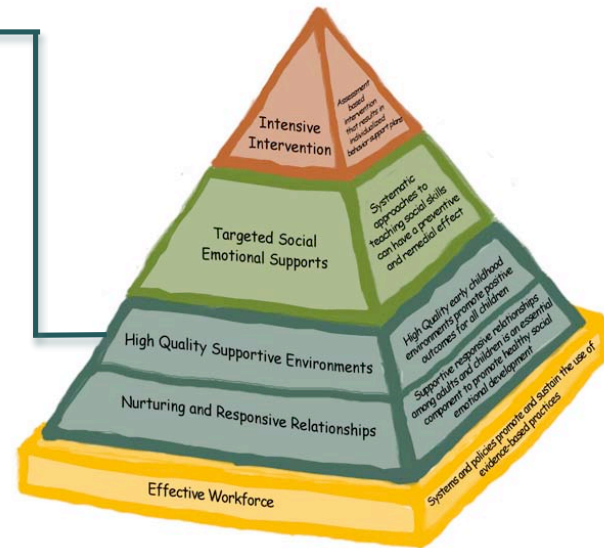 Intensive
Intervention
Assessment
based
intervention
that results in
individualized
behavior support plans
Targeted Social
Emotional Supports
Systematic
approaches to
teaching social skills
can have a preventive
and remedial effect
High Quality Supportive Environments
High Quality early childhood
environments promote positive
outcomes for all children
Nurturing and Responsive Relationships
Supportive responsive relationships
among adults and children is an essential
component to promote healthy social
emotional development
Effective Workforce
Systems and policies promote and sustain the use of
evidence-based practices